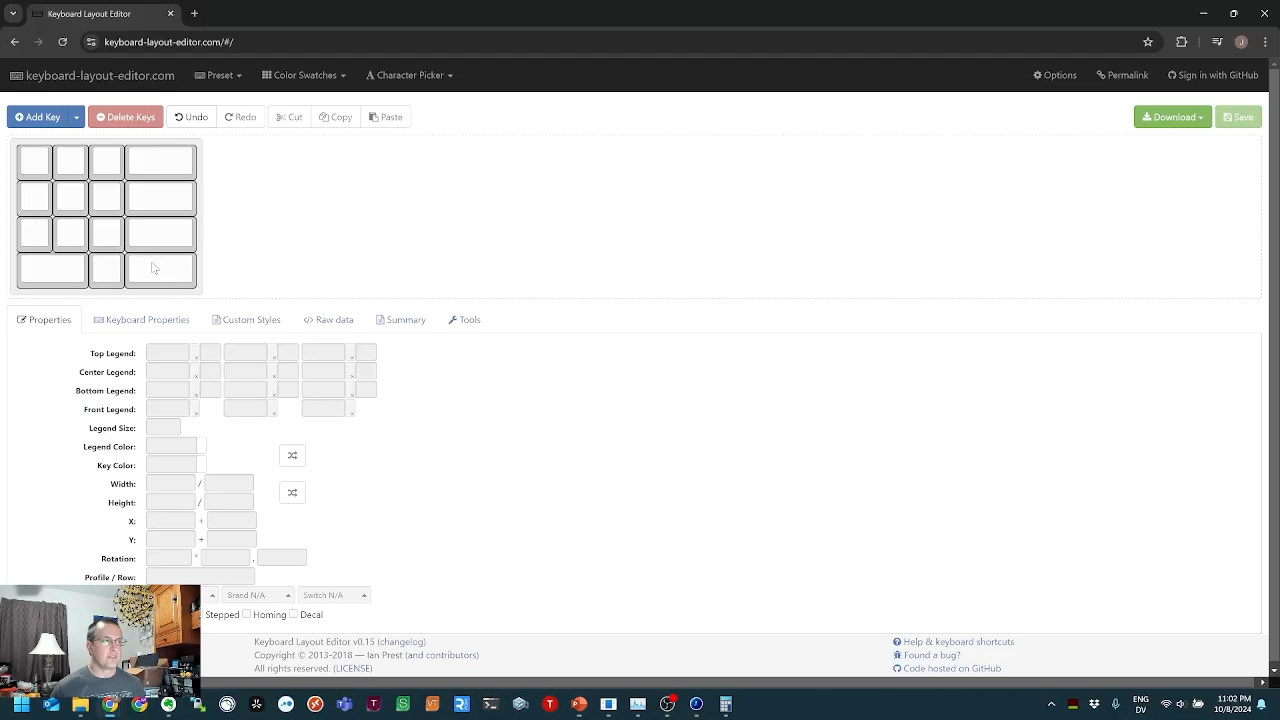 Keyboard Layout Editor
keyboard-layout-editor.com/#/
J
keyboard-layout-editor.com Preset Color Swatches Character Picker Options Permalink Sign in with GitHub
Add Key Delete Keys Undo Redo Cut Copy Paste Download Save
Properties Keyboard Properties Custom Styles Raw data Summary Tools
Top Legend:
Center Legend:
Bottom Legend:
Front Legend:
Legend Size:
Legend Color:
Key Color:
Width: /
Height: /
X: +
Y: +
Rotation: ° ,
Profile / Row:
Brand N/A Switch N/A
Stepped Homing Decal
Keyboard Layout Editor v0.15 (changelog) Help & keyboard shortcuts
Copyright © 2013-2018 — Ian Prest (and contributors) Found a bug?
All rights reserved. (LICENSE) Code hosted on GitHub
ENG 11:02 PM
DV 10/8/2024